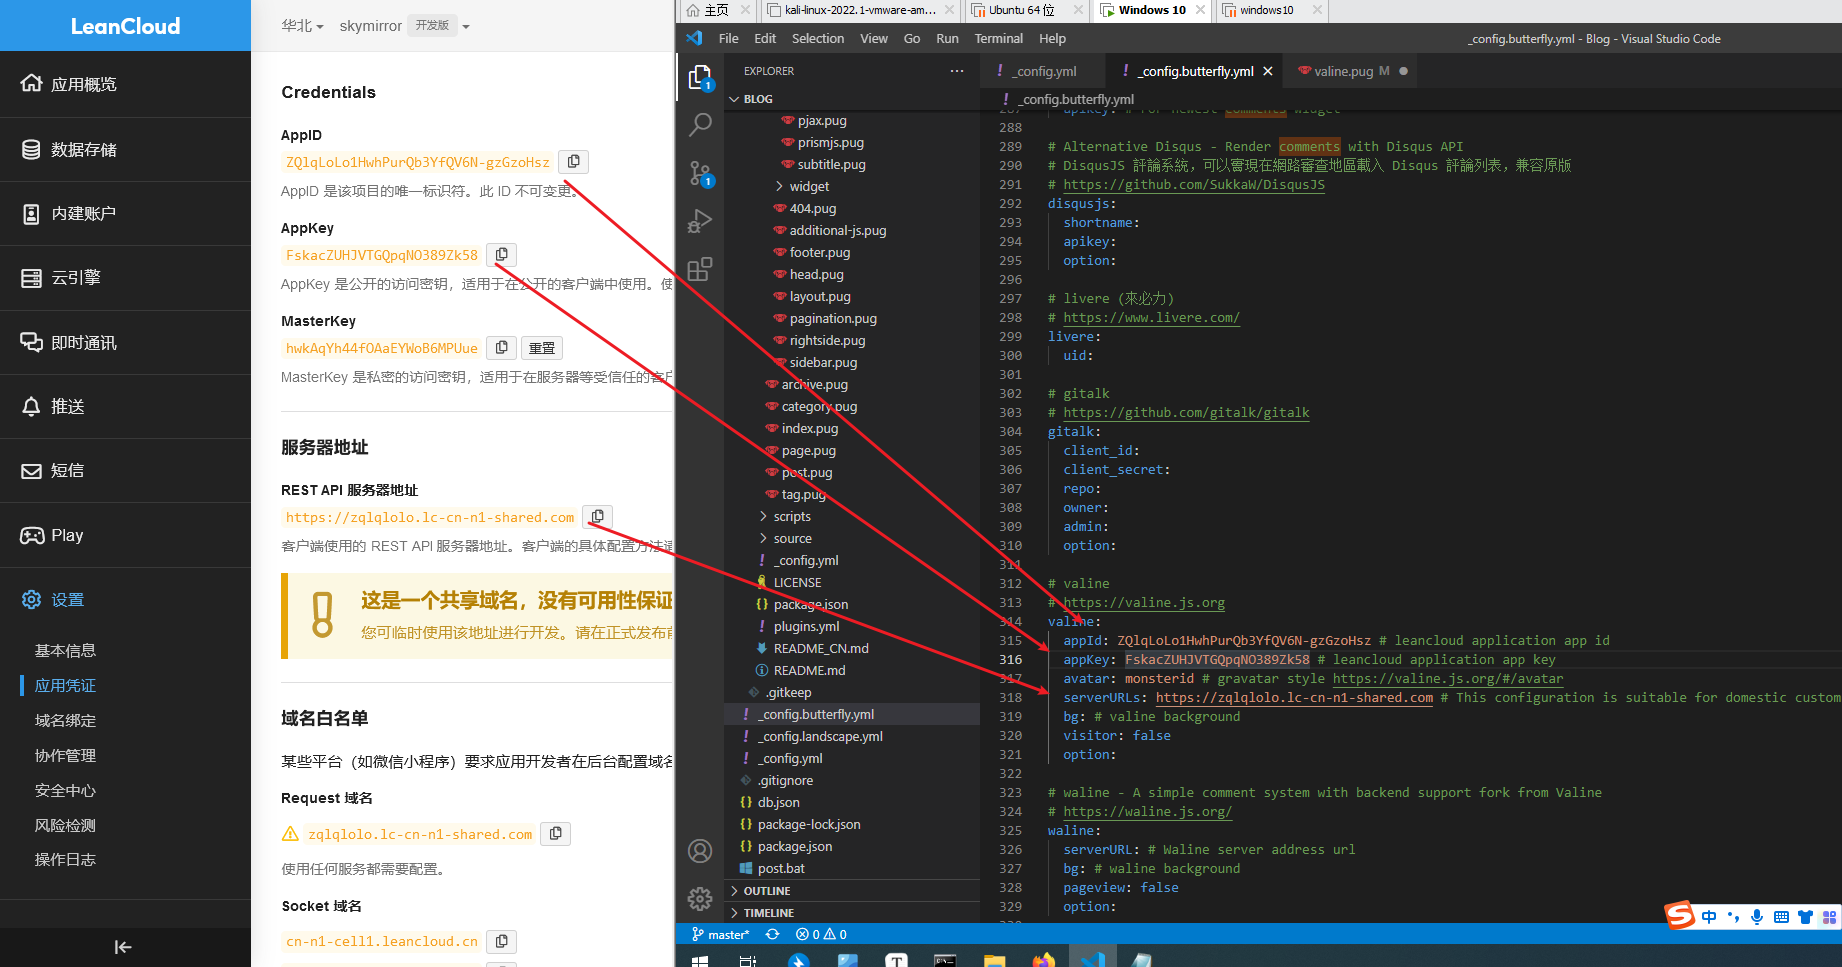 LeanCloud
应用概览
数据存储
内建账户
云引擎
即时通讯
推送
短信
Play
设置
基本信息
应用凭证
域名绑定
协作管理
安全中心
风险检测
操作日志
华北
skymirror 开发版
Credentials
AppID
ZQlqLoLo1HwhPurQb3YfQV6N-gzGzoHsz
AppID 是该项目的唯一标识符。此 ID 不可变更。
AppKey
FskacZUHJVTGQpqNO389Zk58
AppKey 是公开的访问密钥，适用于在公开的客户端中使用。使
MasterKey
hwkAqYh44fOAaEYWoB6MPUue 重置
MasterKey 是私密的访问密钥，适用于在服务器等受信任的客户
服务器地址
REST API 服务器地址
https://zqlqlolo.lc-cn-n1-shared.com
客户端使用的 REST API 服务器地址。客户端的具体配置方法请
这是一个共享域名，没有可用性保证
您可临时使用该地址进行开发。请在正式发布前
域名白名单
某些平台（如微信小程序）要求应用开发者在后台配置域名
Request 域名
zqlqlolo.lc-cn-n1-shared.com
使用任何服务都需要配置。
Socket 域名
cn-n1-cell1.leancloud.cn
主页
kali-linux-2022.1-vmware-am...
Ubuntu 64 位
Windows 10
windows10
File Edit Selection View Go Run Terminal Help
_config.butterfly.yml - Blog - Visual Studio Code
1
1
EXPLORER
BLOG
pjax.pug
prismjs.pug
subtitle.pug
widget
404.pug
additional-js.pug
footer.pug
head.pug
layout.pug
pagination.pug
rightside.pug
sidebar.pug
archive.pug
category.pug
index.pug
page.pug
post.pug
tag.pug
scripts
source
_config.yml
LICENSE
package.json
plugins.yml
README_CN.md
README.md
.gitkeep
_config.butterfly.yml
_config.landscape.yml
_config.yml
.gitignore
db.json
package-lock.json
package.json
post.bat
OUTLINE
TIMELINE
_config.yml
_config.butterfly.yml
valine.pug M
_config.butterfly.yml
287 apikey: # For newest comments widget
288
289 # Alternative Disqus - Render comments with Disqus API
290 # DisqusJS 評論系統，可以實現在網路審查地區載入 Disqus 評論列表，兼容原版
291 # https://github.com/SukkaW/DisqusJS
292 disqusjs:
293 shortname:
294 apikey:
295 option:
296
297 # livere (來必力)
298 # https://www.livere.com/
299 livere:
300 uid:
301
302 # gitalk
303 # https://github.com/gitalk/gitalk
304 gitalk:
305 client_id:
306 client_secret:
307 repo:
308 owner:
309 admin:
310 option:
311
312 # valine
313 # https://valine.js.org
314 valine:
315 appId: ZQlqLoLo1HwhPurQb3YfQV6N-gzGzoHsz # leancloud application app id
316 appKey: FskacZUHJVTGQpqNO389Zk58 # leancloud application app key
317 avatar: monsterid # gravatar style https://valine.js.org/#/avatar
318 serverURLs: https://zqlqlolo.lc-cn-n1-shared.com # This configuration is suitable for domestic custom
319 bg: # valine background
320 visitor: false
321 option:
322
323 # waline - A simple comment system with backend support fork from Valine
324 # https://waline.js.org/
325 waline:
326 serverURL: # Waline server address url
327 bg: # waline background
328 pageview: false
329 option:
master* 0 0
中